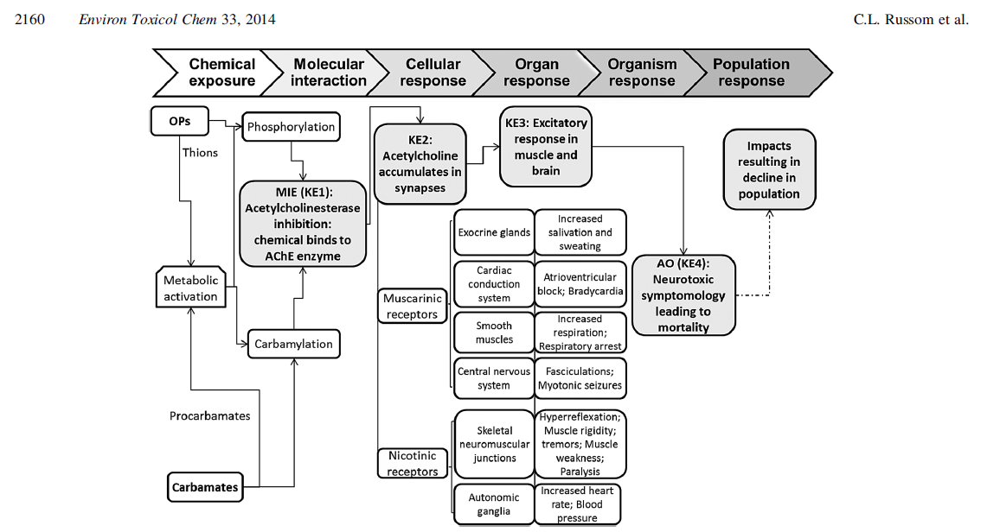 2160 Environ Toxicol Chem 33, 2014 C.L. Russom et al.
Chemical
exposure
Molecular
interaction
Cellular
response
Organ
response
Organism
response
Population
response
OPs
Thions
Phosphorylation
MIE (KE1):
Acetylcholinesterase
inhibition:
chemical binds to
AChE enzyme
Metabolic
activation
Carbamylation
Procarbamates
Carbamates
KE2:
Acetylcholine
accumulates in
synapses
KE3: Excitatory
response in
muscle and
brain
Muscarinic
receptors
Exocrine glands
Increased
salivation and
sweating
Cardiac
conduction
system
Atrioventricular
block; Bradycardia
Smooth
muscles
Increased
respiration;
Respiratory arrest
Central nervous
system
Fasciculations;
Myotonic seizures
Nicotinic
receptors
Skeletal
neuromuscular
junctions
Hyperreflexation;
Muscle rigidity;
tremors; Muscle
weakness;
Paralysis
Autonomic
ganglia
Increased heart
rate; Blood
pressure
AO (KE4):
Neurotoxic
symptomology
leading to
mortality
Impacts
resulting in
decline in
population